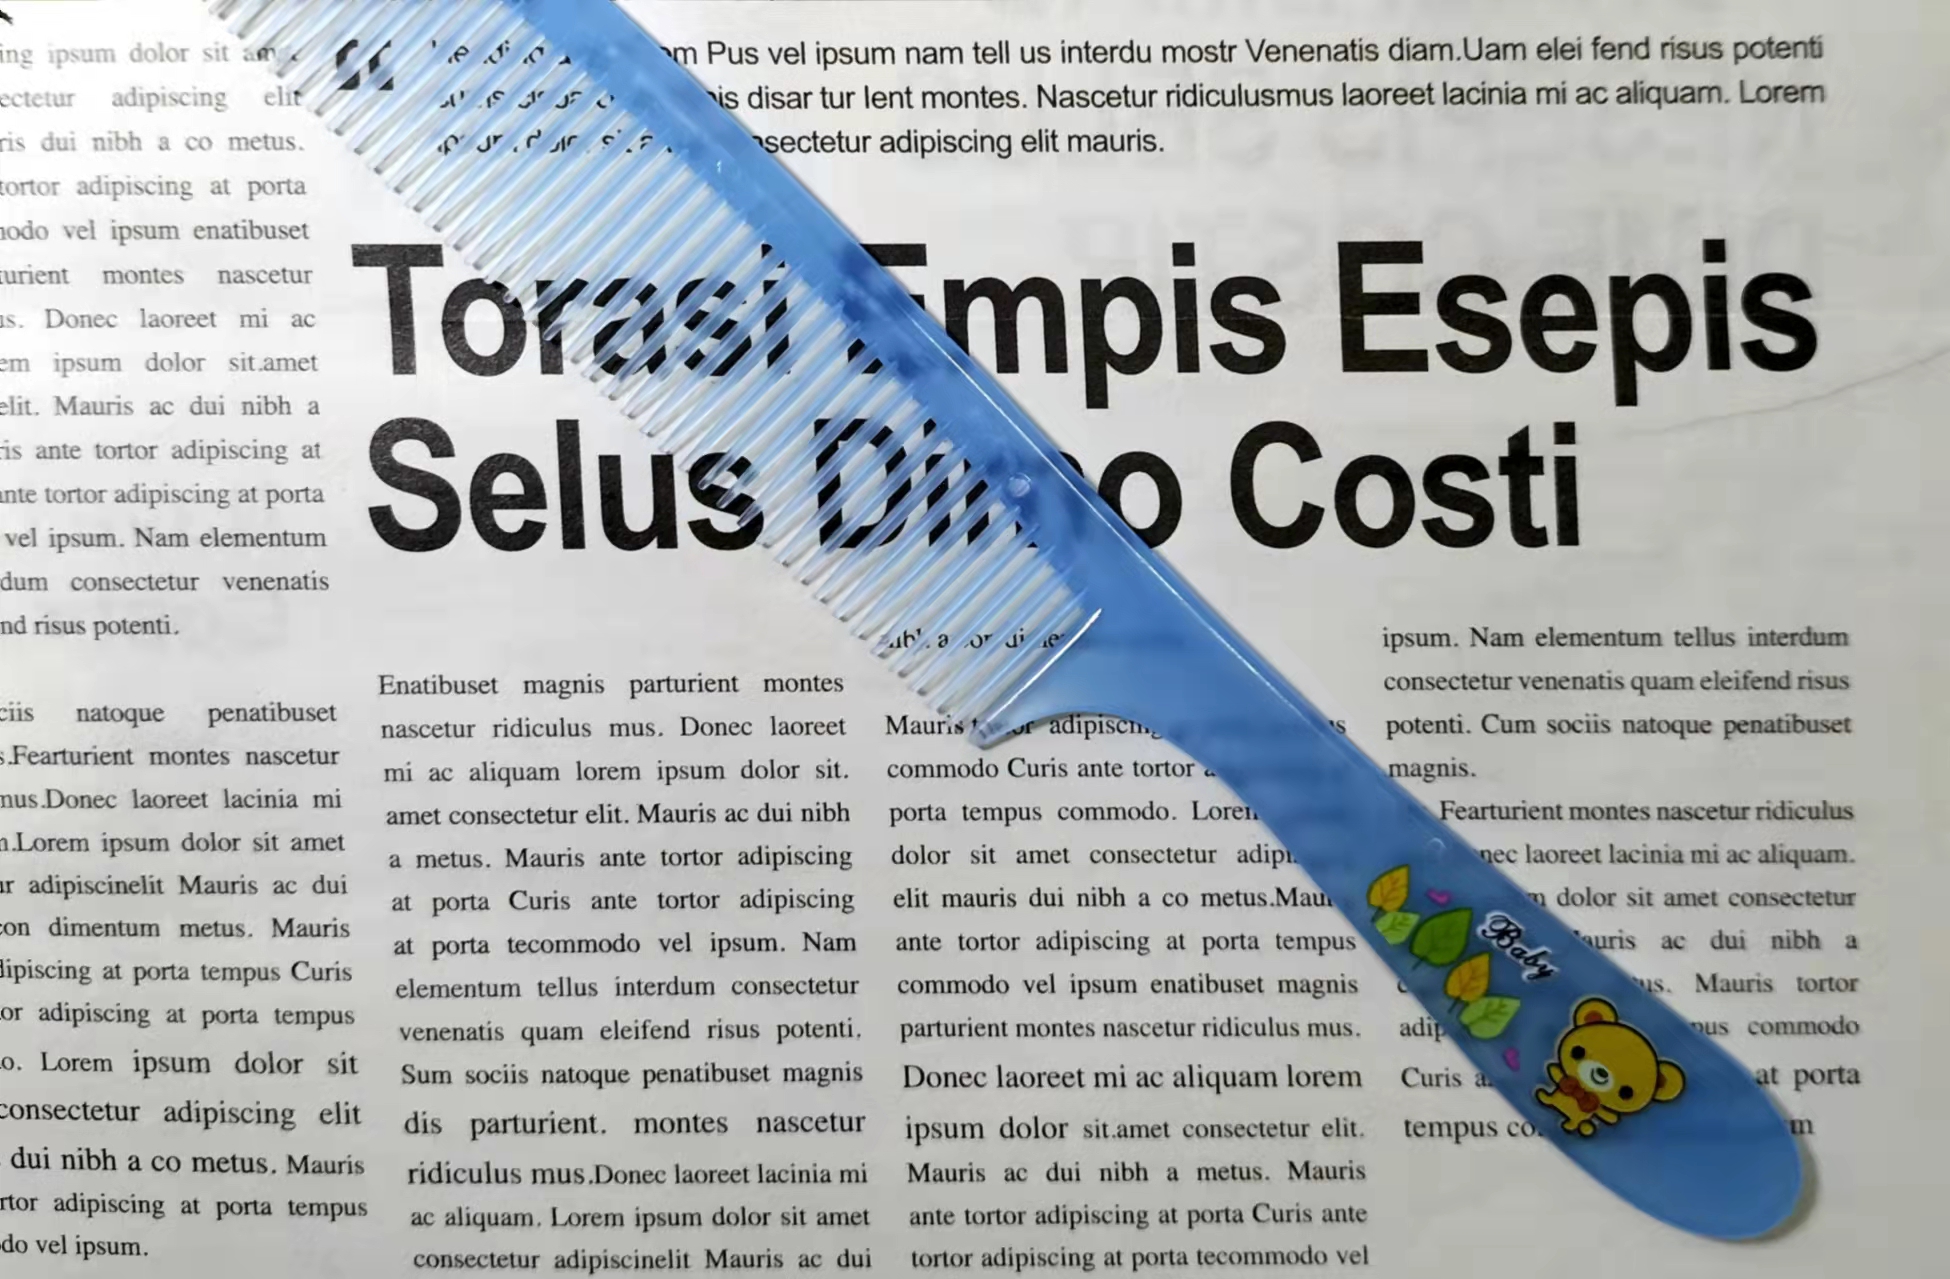 ing ipsum dolor sit
ectetur adipiscing elit
ris dui nibh a co metus.
tortor adipiscing at porta
modo vel ipsum enatibuset
turient montes nascetur
us. Donec laoreet mi ac
em ipsum dolor sit.amet
elit. Mauris ac dui nibh a
ris ante tortor adipiscing at
ante tortor adipiscing at porta
vel ipsum. Nam elementum
dum consectetur venenatis
nd risus potenti.
ciis natoque penatibuset
s.Fearturient montes nascetur
mus.Donec laoreet lacinia mi
n.Lorem ipsum dolor sit amet
ur adipiscinelit Mauris ac dui
con dimentum metus. Mauris
dipiscing at porta tempus Curis
or adipiscing at porta tempus
o. Lorem ipsum dolor sit
consectetur adipiscing elit
dui nibh a co metus. Mauris
rtor adipiscing at porta tempus
do vel ipsum.
m Pus vel ipsum nam tell us interdu mostr Venenatis diam.Uam elei fend risus potenti
is disar tur lent montes. Nascetur ridiculusmus laoreet lacinia mi ac aliquam. Lorem
sectetur adipiscing elit mauris.
Torasi Empis Esepis
Selus Costi
Enatibuset magnis parturient montes
nascetur ridiculus mus. Donec laoreet
mi ac aliquam lorem ipsum dolor sit.
amet consectetur elit. Mauris ac dui nibh
a metus. Mauris ante tortor adipiscing
at porta Curis ante tortor adipiscing
at porta tecommodo vel ipsum. Nam
elementum tellus interdum consectetur
venenatis quam eleifend risus potenti.
Sum sociis natoque penatibuset magnis
dis parturient. montes nascetur
ridiculus mus.Donec laoreet lacinia mi
ac aliquam. Lorem ipsum dolor sit amet
consectetur adipiscinelit Mauris ac dui
Mauris tortor adipiscing
commodo Curis ante tortor
porta tempus commodo. Lorem
dolor sit amet consectetur
elit mauris dui nibh a co metus.Mauris
ante tortor adipiscing at porta tempus
commodo vel ipsum enatibuset magnis
parturient montes nascetur ridiculus mus.
Donec laoreet mi ac aliquam lorem
ipsum dolor sit.amet consectetur elit.
Mauris ac dui nibh a metus. Mauris
ante tortor adipiscing at porta Curis ante
tortor adipiscing at porta tecommodo vel
ipsum. Nam elementum tellus interdum
consectetur venenatis quam eleifend risus
potenti. Cum sociis natoque penatibuset
magnis.
Fearturient montes nascetur ridiculus
nec laoreet lacinia mi ac aliquam.
dolor sit amet consectetur
auris ac dui nibh a
us. Mauris tortor
adip pus commodo
Curis at porta
tempus
Baby